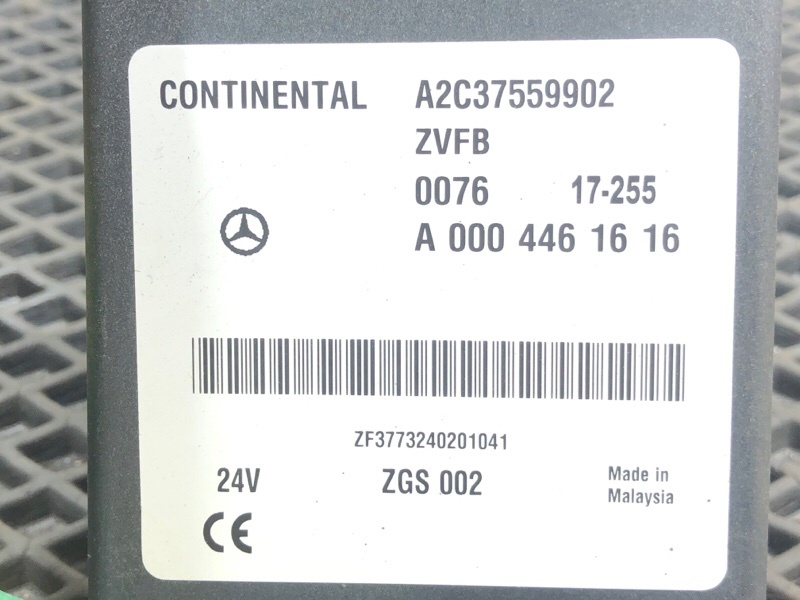 CONTINENTAL A2C37559902
ZVFB
0076 17-255
A 000 446 16 16
ZF3773240201041
24V ZGS 002 Made in
Malaysia
CE